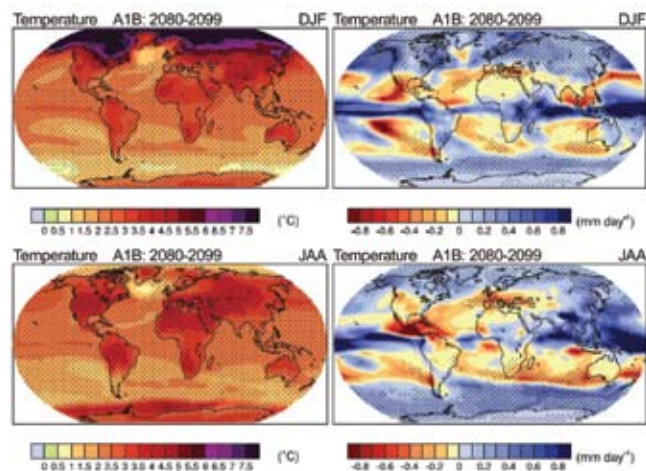 Temperature A1B: 2080-2099 DJF
Temperature A1B: 2080-2099 DJF
0 0.5 1 1.5 2 2.5 3 3.5 4 4.5 5 5.5 6 6.5 7 7.5 (°C)
-0.8 -0.6 -0.4 -0.2 0 0.2 0.4 0.6 0.8 (mm day⁻¹)
Temperature A1B: 2080-2099 JAA
Temperature A1B: 2080-2099 JAA
0 0.5 1 1.5 2 2.5 3 3.5 4 4.5 5 5.5 6 6.5 7 7.5 (°C)
-0.8 -0.6 -0.4 -0.2 0 0.2 0.4 0.6 0.8 (mm day⁻¹)